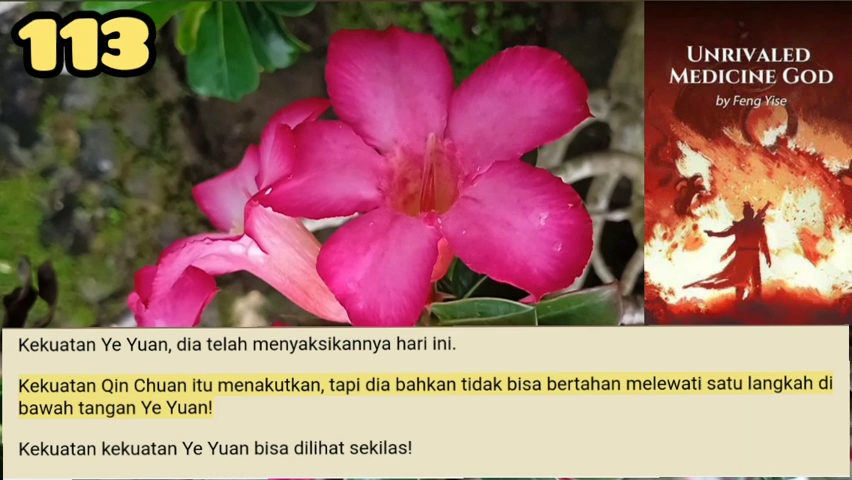 113
UNRIVALED
MEDICINE GOD
by Feng Yise
Kekuatan Ye Yuan, dia telah menyaksikannya hari ini.
Kekuatan Qin Chuan itu menakutkan, tapi dia bahkan tidak bisa bertahan melewati satu langkah di
bawah tangan Ye Yuan!
Kekuatan kekuatan Ye Yuan bisa dilihat sekilas!